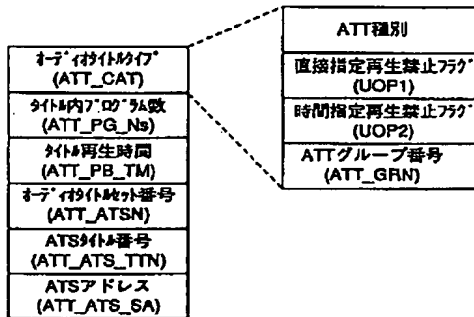 オーディオタイトルタイプ
(ATT_CAT)
タイトル内プログラム数
(ATT_PG_Ns)
タイトル再生時間
(ATT_PB_TM)
オーディオタイトルセット番号
(ATT_ATSN)
ATSタイトル番号
(ATT_ATS_TTN)
ATSアドレス
(ATT_ATS_SA)
ATT種別
直接指定再生禁止フラグ
(UOP1)
時間指定再生禁止フラグ
(UOP2)
ATTグループ番号
(ATT_GRN)